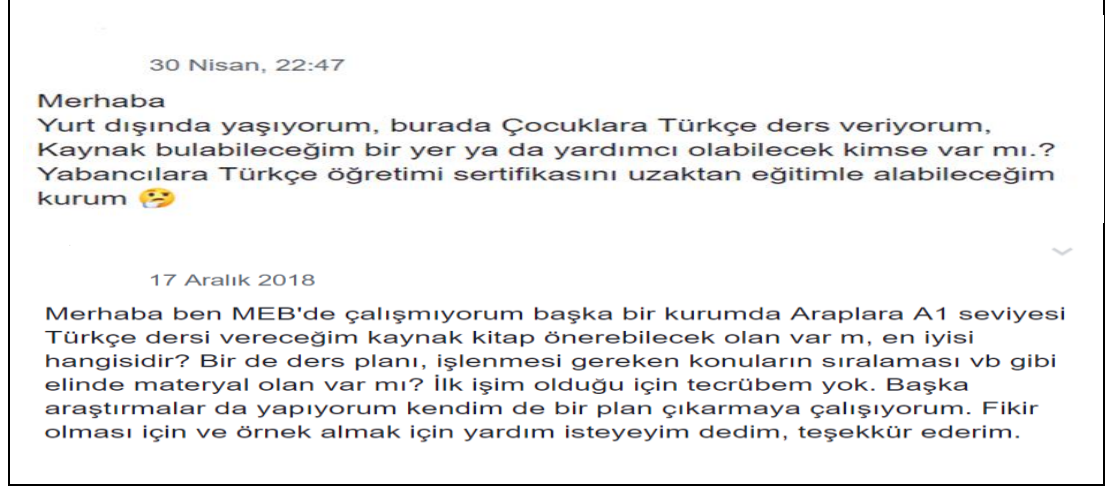 30 Nisan, 22:47
Merhaba
Yurt dışında yaşıyorum, burada Çocuklara Türkçe ders veriyorum,
Kaynak bulabileceğim bir yer ya da yardımcı olabilecek kimse var mı.?
Yabancılara Türkçe öğretimi sertifikasını uzaktan eğitimle alabileceğim
kurum 🤔
17 Aralık 2018
Merhaba ben MEB'de çalışmıyorum başka bir kurumda Araplara A1 seviyesi
Türkçe dersi vereceğim kaynak kitap önerebilecek olan var m, en iyisi
hangisidir? Bir de ders planı, işlenmesi gereken konuların sıralaması vb gibi
elinde materyal olan var mı? İlk işim olduğu için tecrübem yok. Başka
araştırmalar da yapıyorum kendim de bir plan çıkarmaya çalışıyorum. Fikir
olması için ve örnek almak için yardım isteyeyim dedim, teşekkür ederim.